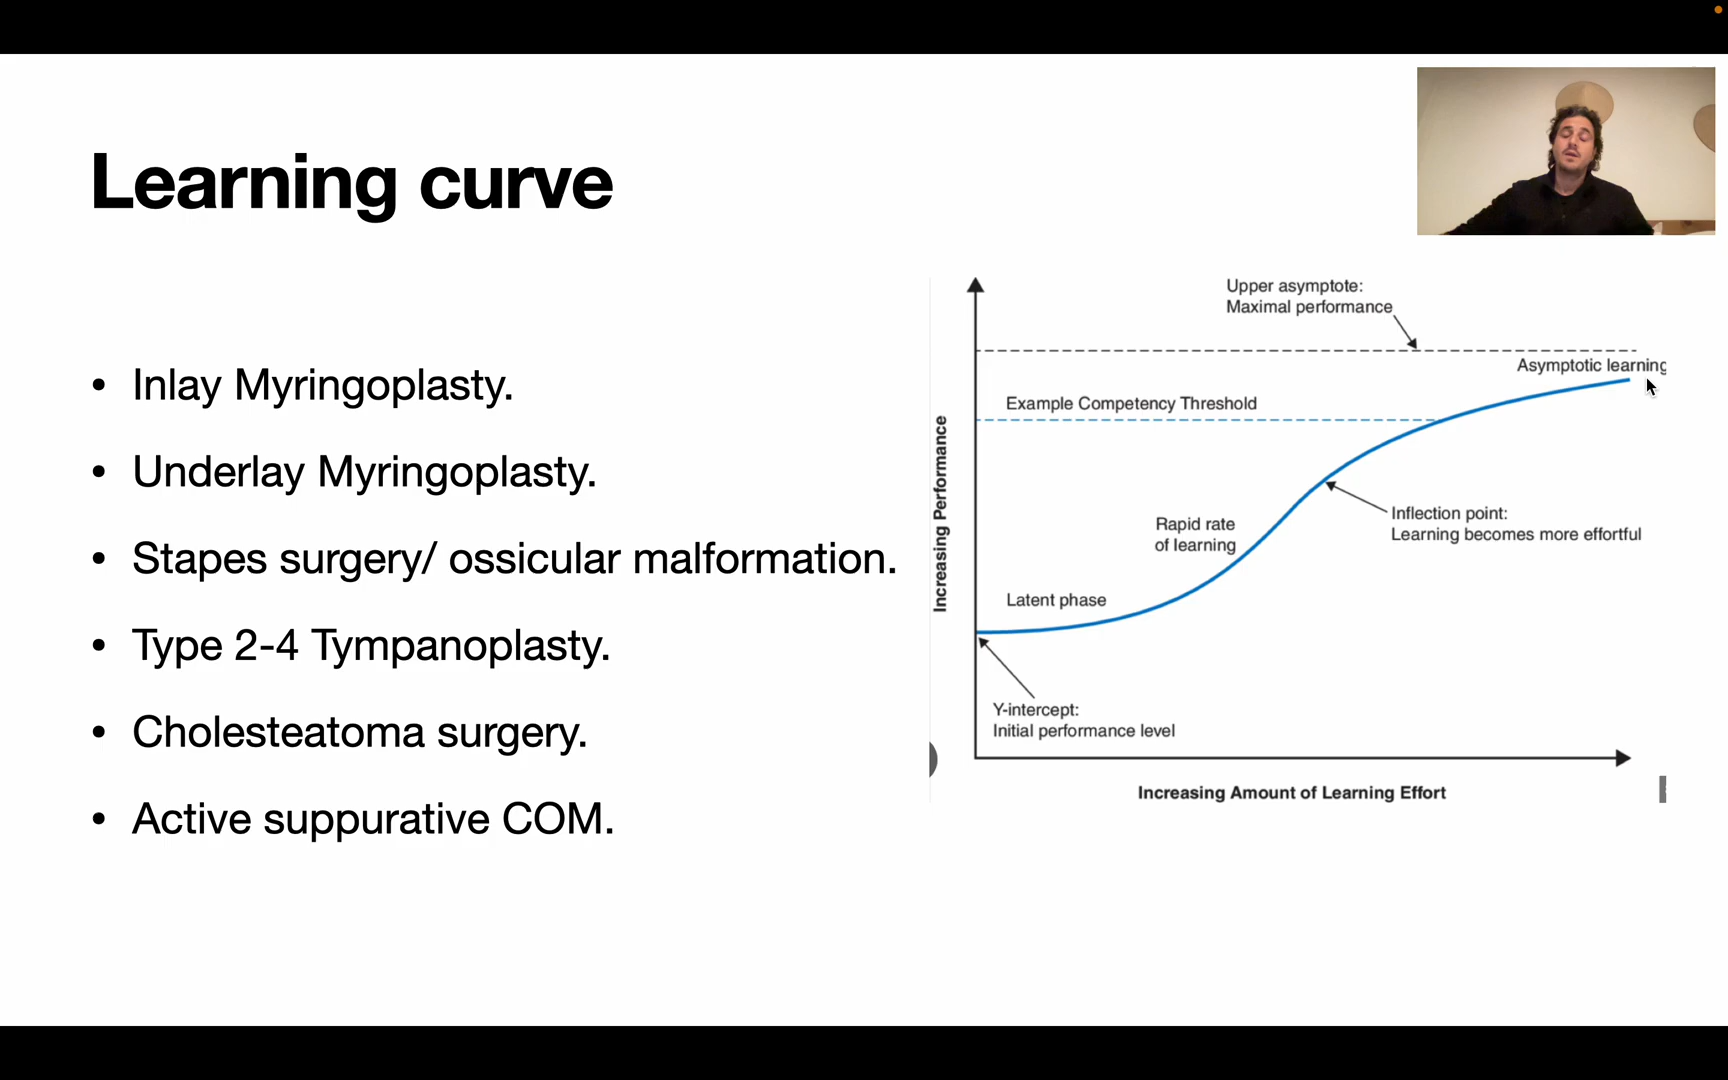 Learning curve
• Inlay Myringoplasty.
• Underlay Myringoplasty.
• Stapes surgery/ ossicular malformation.
• Type 2-4 Tympanoplasty.
• Cholesteatoma surgery.
• Active suppurative COM.
Upper asymptote:
Maximal performance
Asymptotic learning
Example Competency Threshold
Increasing Performance
Rapid rate
of learning
Inflection point:
Learning becomes more effortful
Latent phase
Y-intercept:
Initial performance level
Increasing Amount of Learning Effort